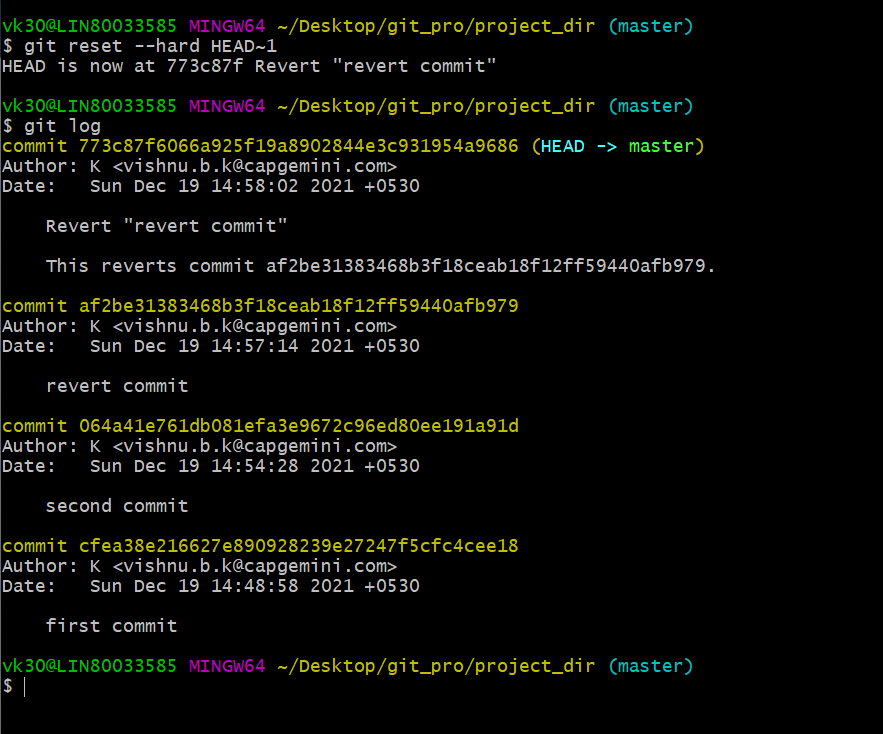 vk30@LIN80033585 MINGW64 ~/Desktop/git_pro/project_dir (master)
$ git reset --hard HEAD~1
HEAD is now at 773c87f Revert "revert commit"
vk30@LIN80033585 MINGW64 ~/Desktop/git_pro/project_dir (master)
$ git log
commit 773c87f6066a925f19a8902844e3c931954a9686 (HEAD -> master)
Author: K <vishnu.b.k@capgemini.com>
Date:   Sun Dec 19 14:58:02 2021 +0530
    Revert "revert commit"
    This reverts commit af2be31383468b3f18ceab18f12ff59440afb979.
commit af2be31383468b3f18ceab18f12ff59440afb979
Author: K <vishnu.b.k@capgemini.com>
Date:   Sun Dec 19 14:57:14 2021 +0530
    revert commit
commit 064a41e761db081efa3e9672c96ed80ee191a91d
Author: K <vishnu.b.k@capgemini.com>
Date:   Sun Dec 19 14:54:28 2021 +0530
    second commit
commit cfea38e216627e890928239e27247f5cfc4cee18
Author: K <vishnu.b.k@capgemini.com>
Date:   Sun Dec 19 14:48:58 2021 +0530
    first commit
vk30@LIN80033585 MINGW64 ~/Desktop/git_pro/project_dir (master)
$